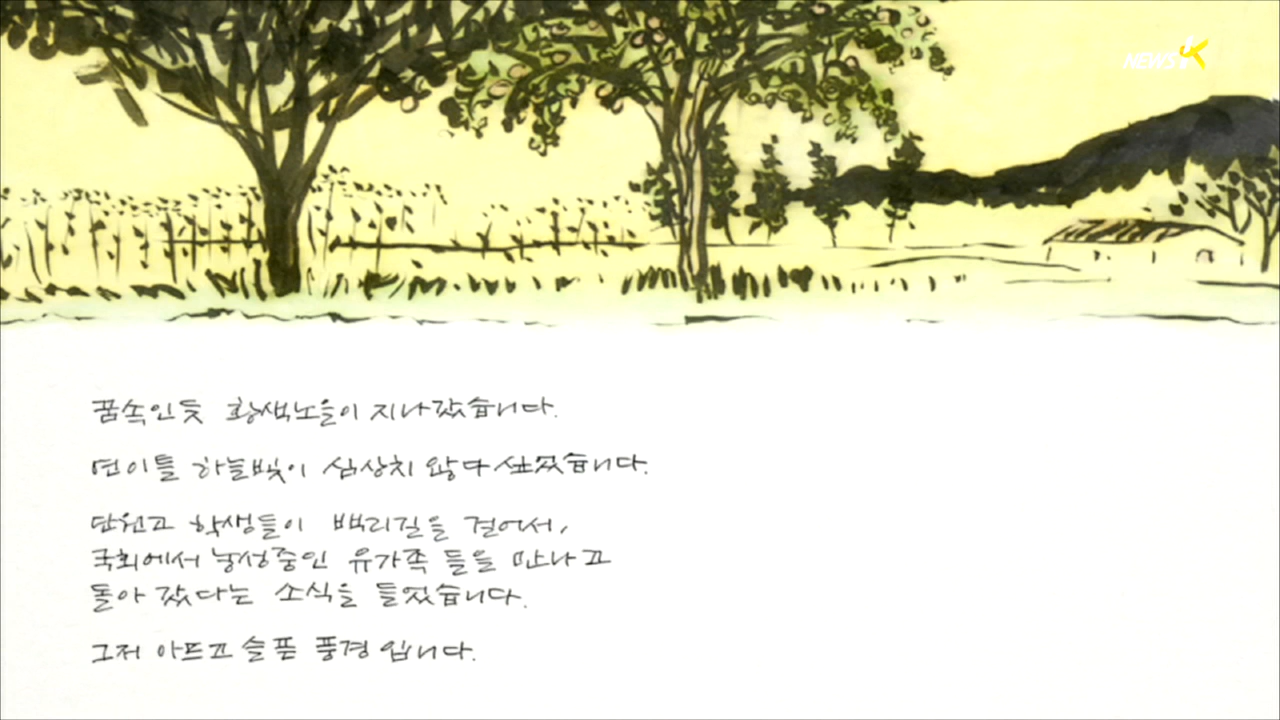 NEWS K
꿈속인듯 황색노을이 지나갔습니다.
연이틀 하늘빛이 심상치 않다 싶었습니다.
단원고 학생들이 백리길을 걸어서,
국회에서 농성중인 유가족 들을 만나고
돌아 갔다는 소식을 들었습니다.
그저 아프고 슬픈 풍경 입니다.